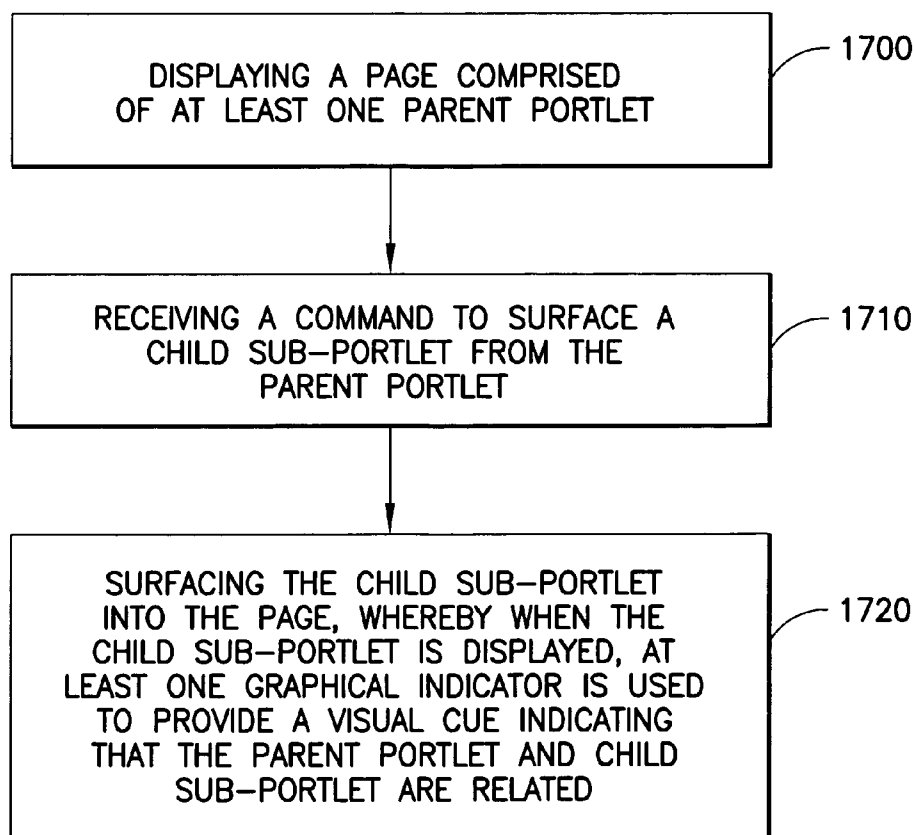 DISPLAYING A PAGE COMPRISED
OF AT LEAST ONE PARENT PORTLET
1700
RECEIVING A COMMAND TO SURFACE A
CHILD SUB-PORTLET FROM THE
PARENT PORTLET
1710
SURFACING THE CHILD SUB-PORTLET
INTO THE PAGE, WHEREBY WHEN THE
CHILD SUB-PORTLET IS DISPLAYED, AT
LEAST ONE GRAPHICAL INDICATOR IS USED
TO PROVIDE A VISUAL CUE INDICATING
THAT THE PARENT PORTLET AND CHILD
SUB-PORTLET ARE RELATED
1720